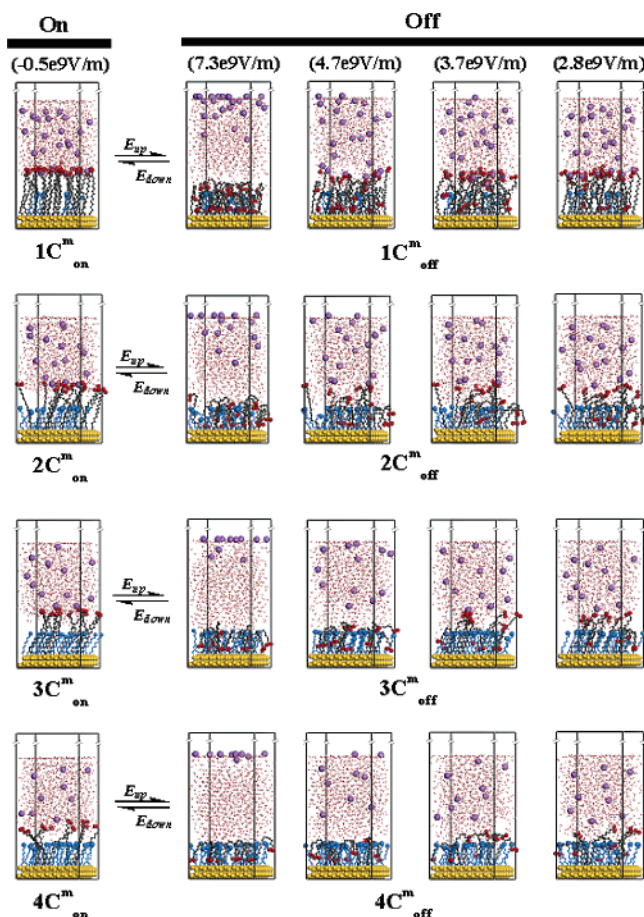 On Off
(-0.5e9V/m) (7.3e9V/m) (4.7e9V/m) (3.7e9V/m) (2.8e9V/m)
E_up
E_down
1C^m_on 1C^m_off
E_up
E_down
2C^m_on 2C^m_off
E_up
E_down
3C^m_on 3C^m_off
E_up
E_down
4C^m_on 4C^m_off